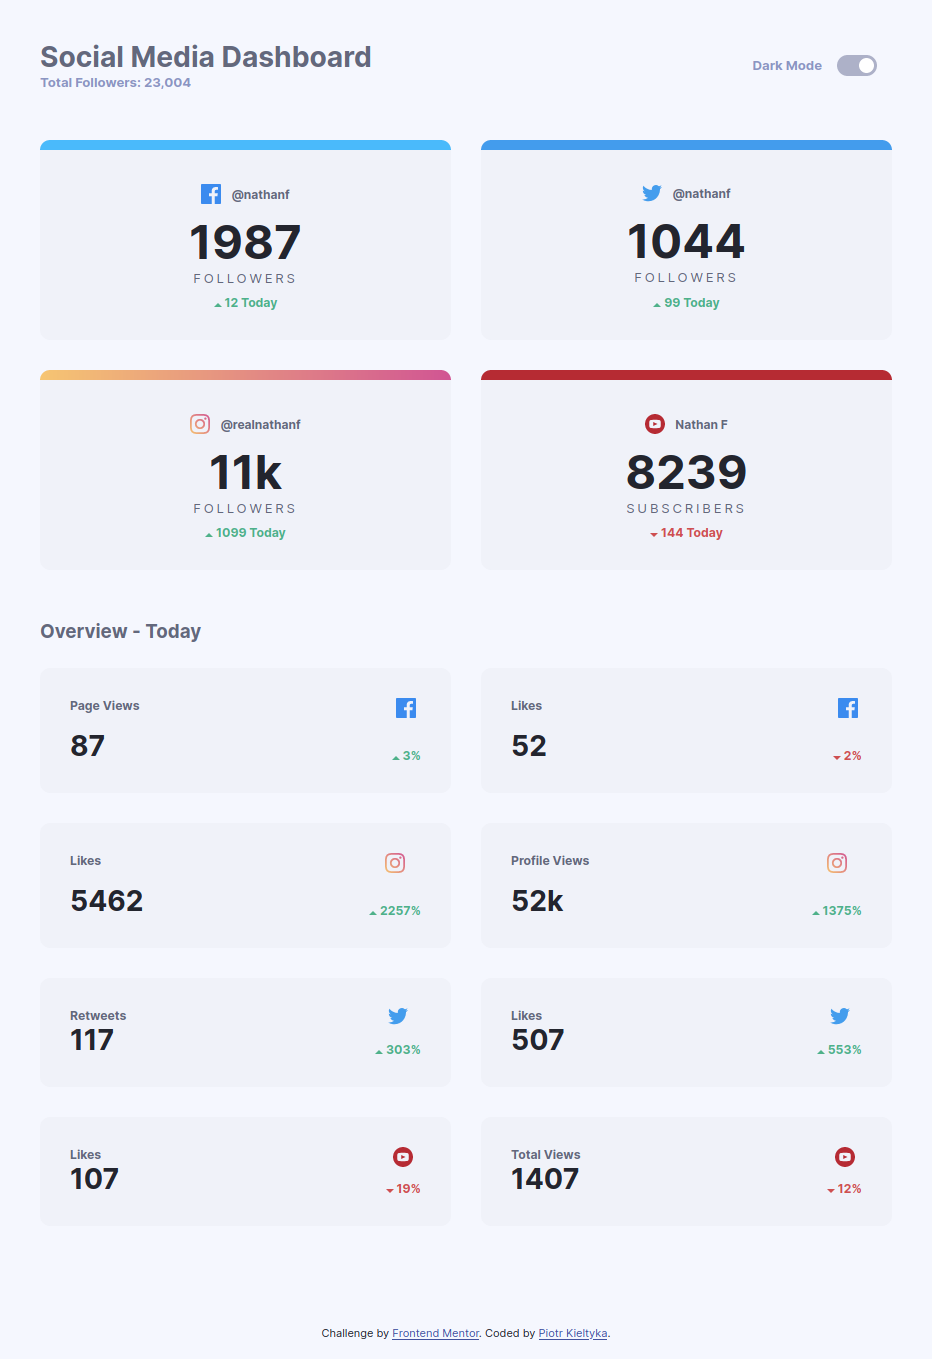 Social Media Dashboard
Total Followers: 23,004
Dark Mode
@nathanf
1987
FOLLOWERS
12 Today
@nathanf
1044
FOLLOWERS
99 Today
@realnathanf
11k
FOLLOWERS
1099 Today
Nathan F
8239
SUBSCRIBERS
144 Today
Overview - Today
Page Views
87
3%
Likes
52
2%
Likes
5462
2257%
Profile Views
52k
1375%
Retweets
117
303%
Likes
507
553%
Likes
107
19%
Total Views
1407
12%
Challenge by Frontend Mentor. Coded by Piotr Kieltyka.